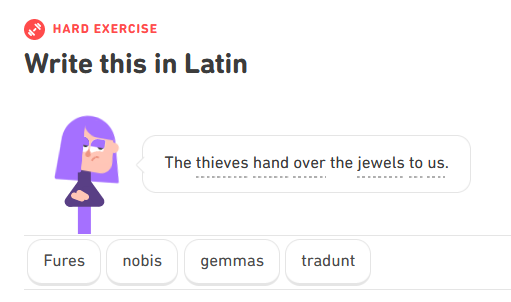 HARD EXERCISE
Write this in Latin
The thieves hand over the jewels to us.
Fures nobis gemmas tradunt